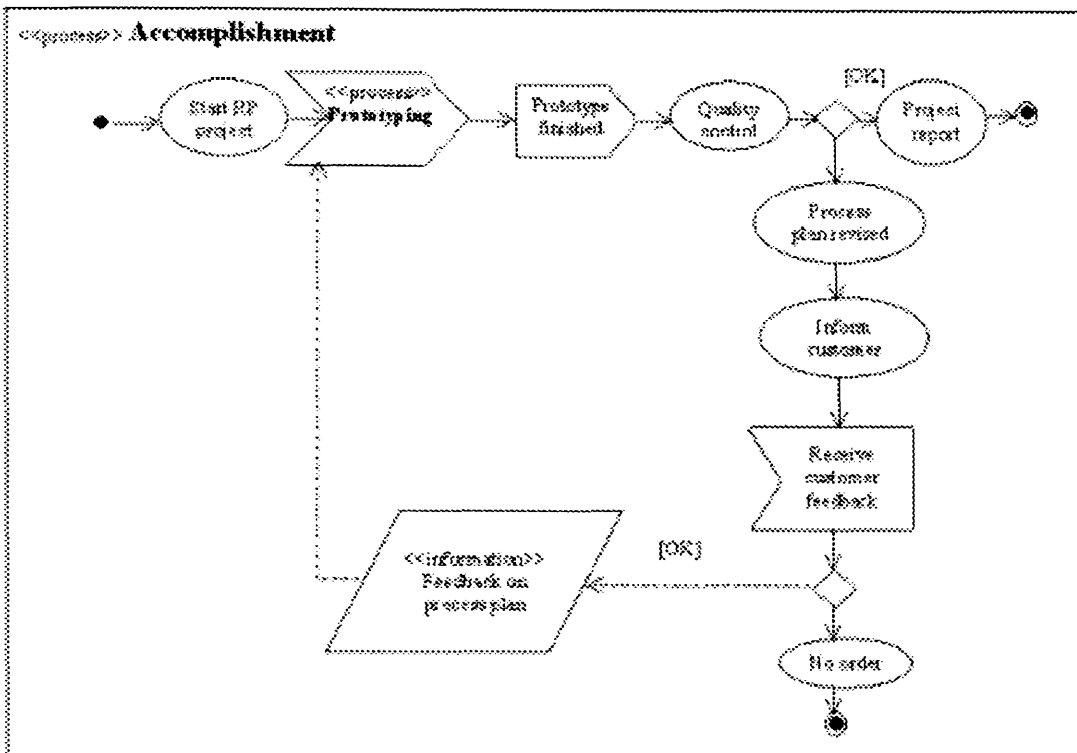 <<process>> Accomplishment
[OK]
Start RP
project
<<process>>
Prototyping
Prototype
finished
Quality
control
Project
report
Process
plan revized
Inform
customer
Receive
customer
feedback
[OK]
<<information>>
Feedback on
process plan
No order